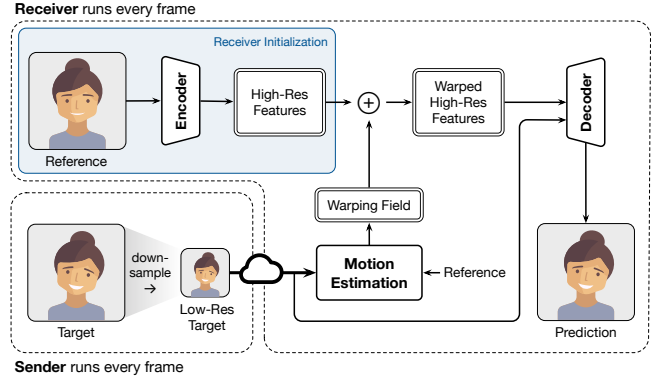 Receiver runs every frame
Receiver Initialization
Reference
Encoder
High-Res
Features
+
Warped
High-Res
Features
Decoder
Warping Field
Target
down-
sample
→
Low-Res
Target
Motion
Estimation
Reference
Prediction
Sender runs every frame